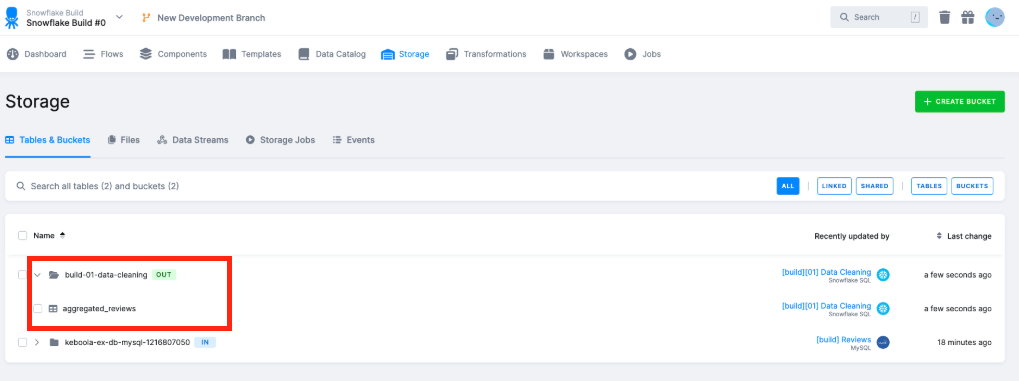 Snowflake Build
Snowflake Build #0
New Development Branch
Search /
Dashboard Flows Components Templates Data Catalog Storage Transformations Workspaces Jobs
Storage
+ CREATE BUCKET
Tables & Buckets Files Data Streams Storage Jobs Events
Search all tables (2) and buckets (2)
ALL LINKED SHARED TABLES BUCKETS
Name Recently updated by Last change
build-01-data-cleaning OUT [build][01] Data Cleaning a few seconds ago
Snowflake SQL
aggregated_reviews [build][01] Data Cleaning a few seconds ago
Snowflake SQL
keboola-ex-db-mysql-1216807050 IN [build] Reviews 18 minutes ago
MySQL